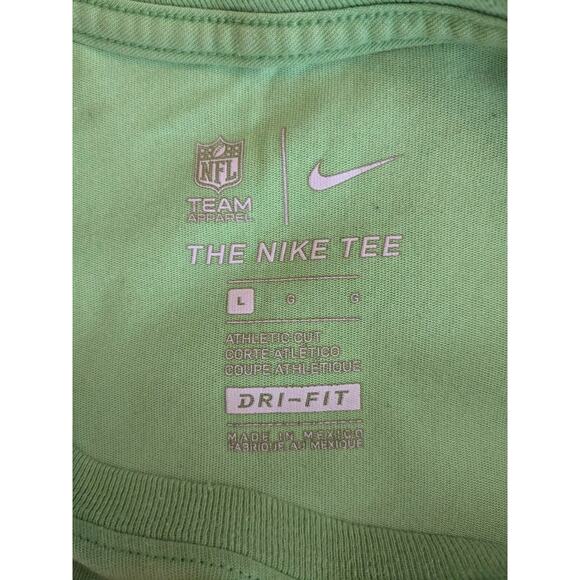 NFL
TEAM
APPAREL
THE NIKE TEE
L G G
ATHLETIC CUT
CORTE ATLÉTICO
COUPE ATHLÉTIQUE
DRI-FIT
MADE IN MEXICO
FABRIQUÉ AU MEXIQUE